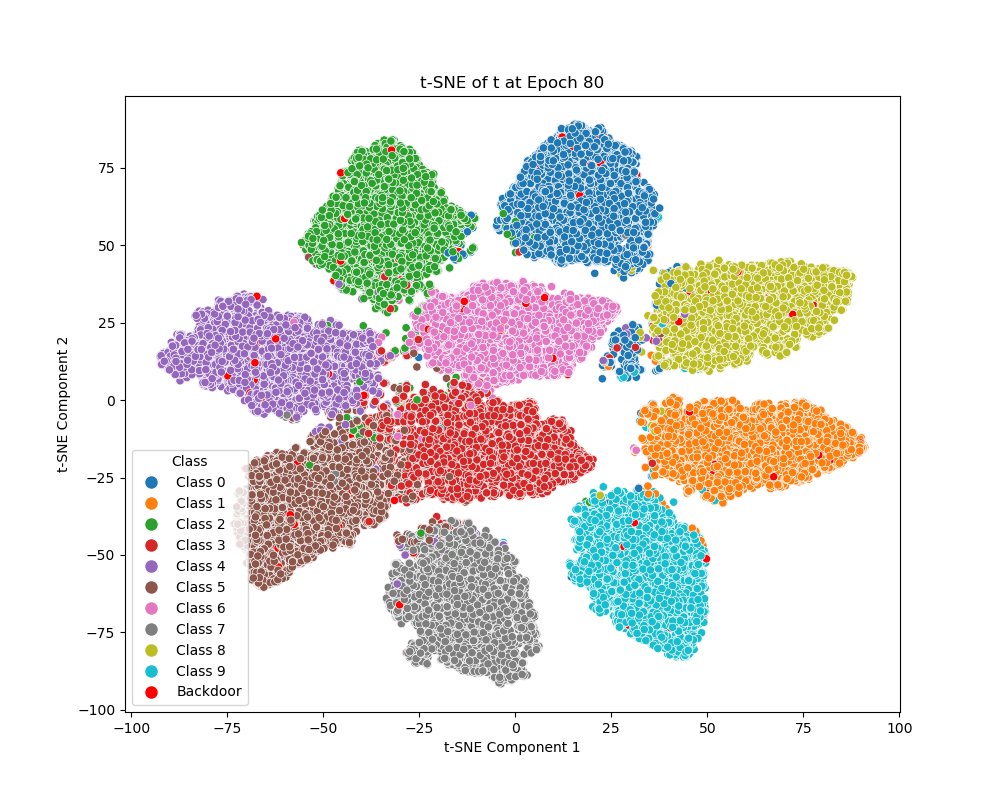 t-SNE of t at Epoch 80
t-SNE Component 2
75
50
25
0
−25
−50
−75
−100
Class
Class 0
Class 1
Class 2
Class 3
Class 4
Class 5
Class 6
Class 7
Class 8
Class 9
Backdoor
−100 −75 −50 −25 0 25 50 75 100
t-SNE Component 1